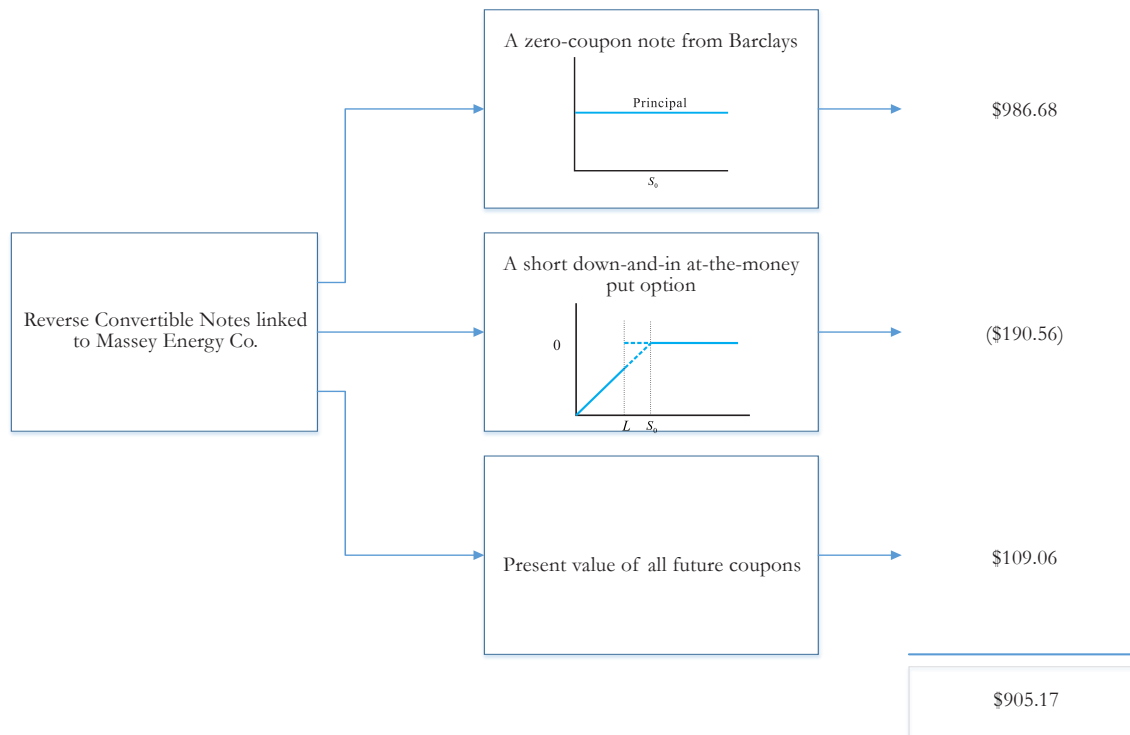 A zero-coupon note from Barclays
Principal
S₀
$986.68
Reverse Convertible Notes linked
to Massey Energy Co.
A short down-and-in at-the-money
put option
0
L S₀
($190.56)
Present value of all future coupons
$109.06
$905.17